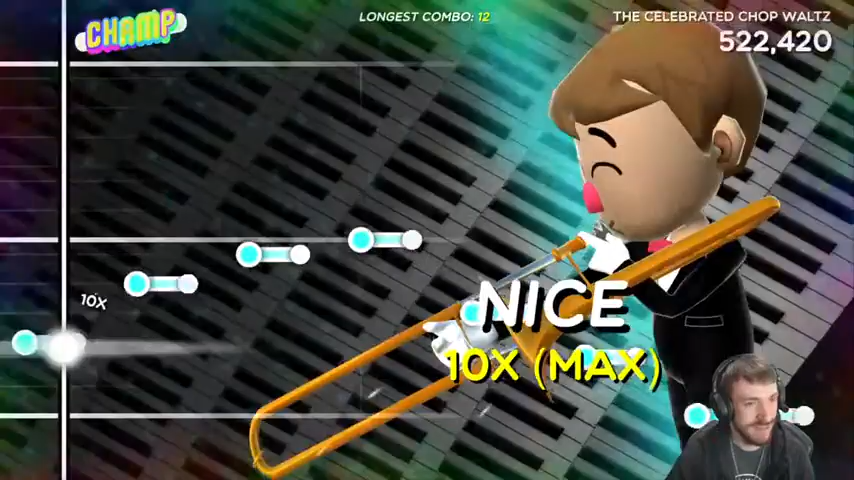 CHAMP
LONGEST COMBO: 12
THE CELEBRATED CHOP WALTZ
522,420
10X
NICE
10X (MAX)